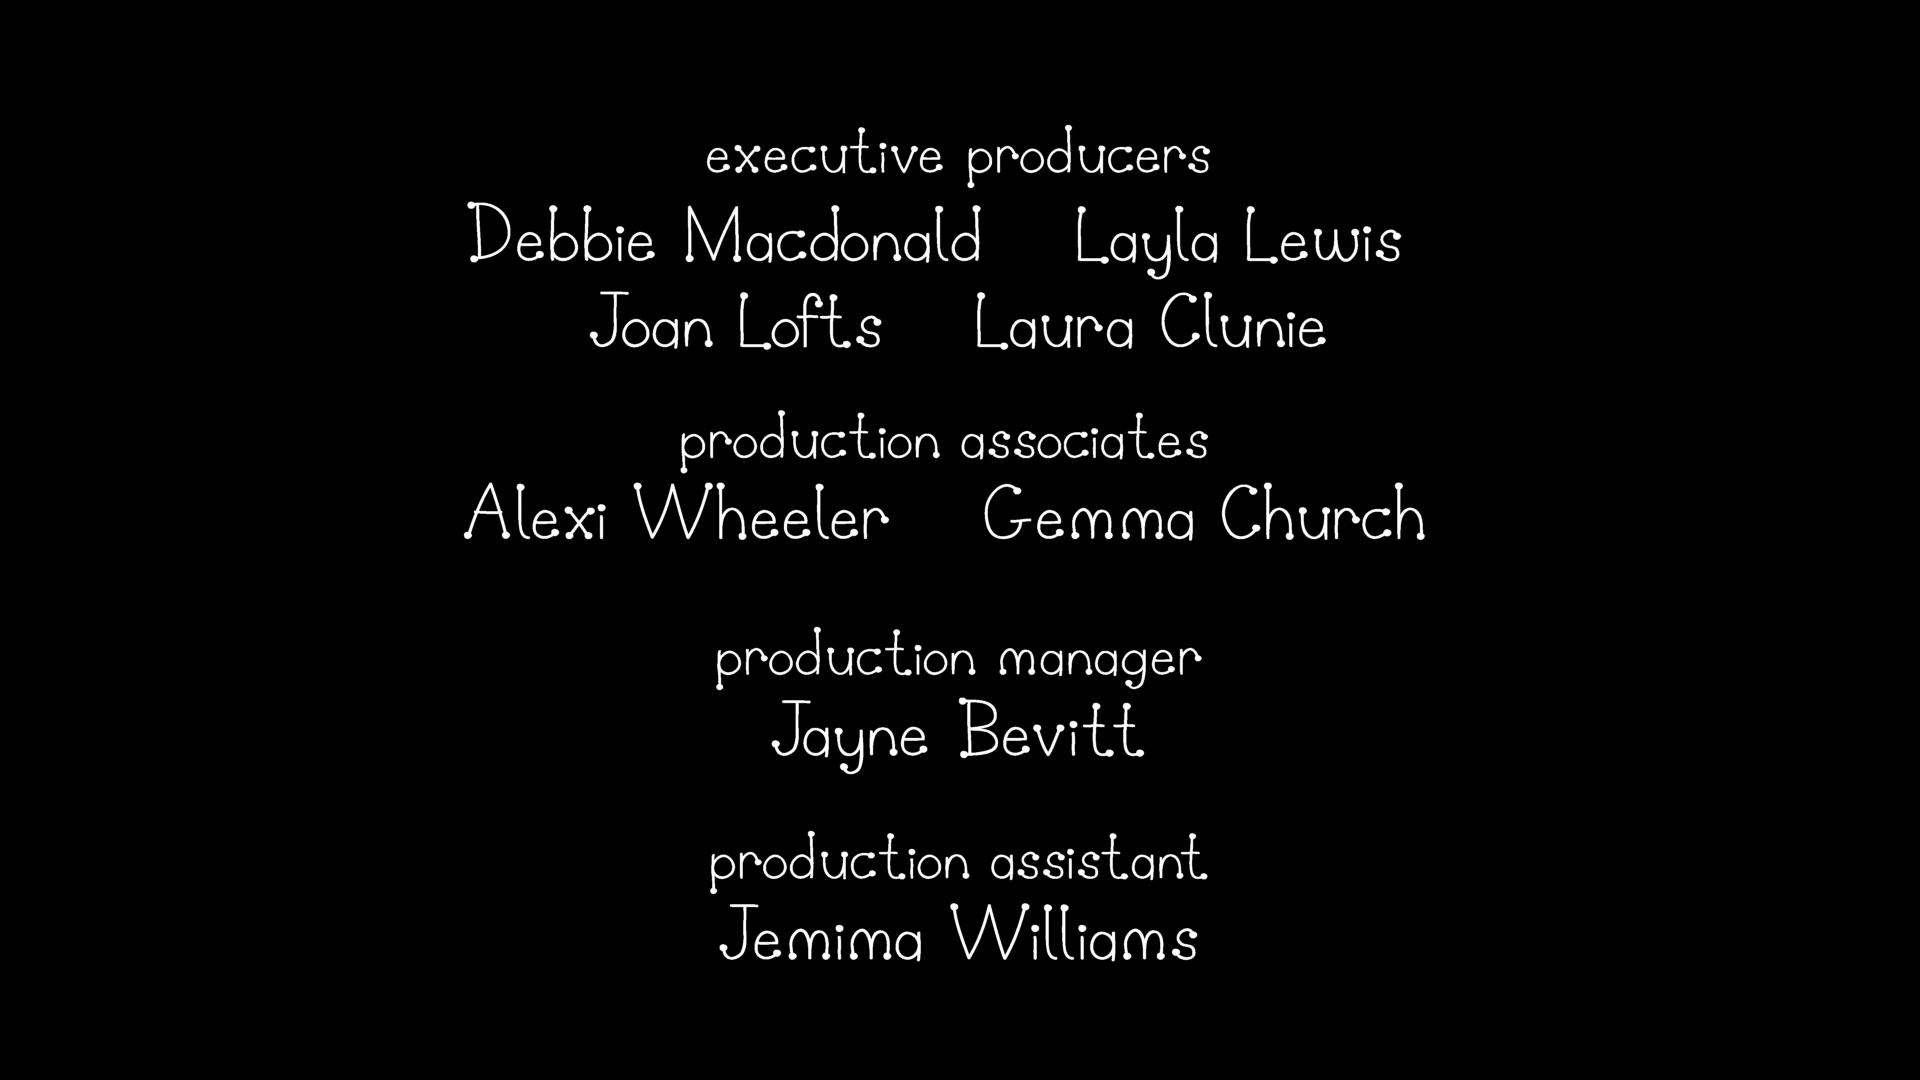 executive producers
Debbie Macdonald Layla Lewis
Joan Lofts Laura Clunie
production associates
Alexi Wheeler Gemma Church
production manager
Jayne Bevitt
production assistant
Jemima Williams